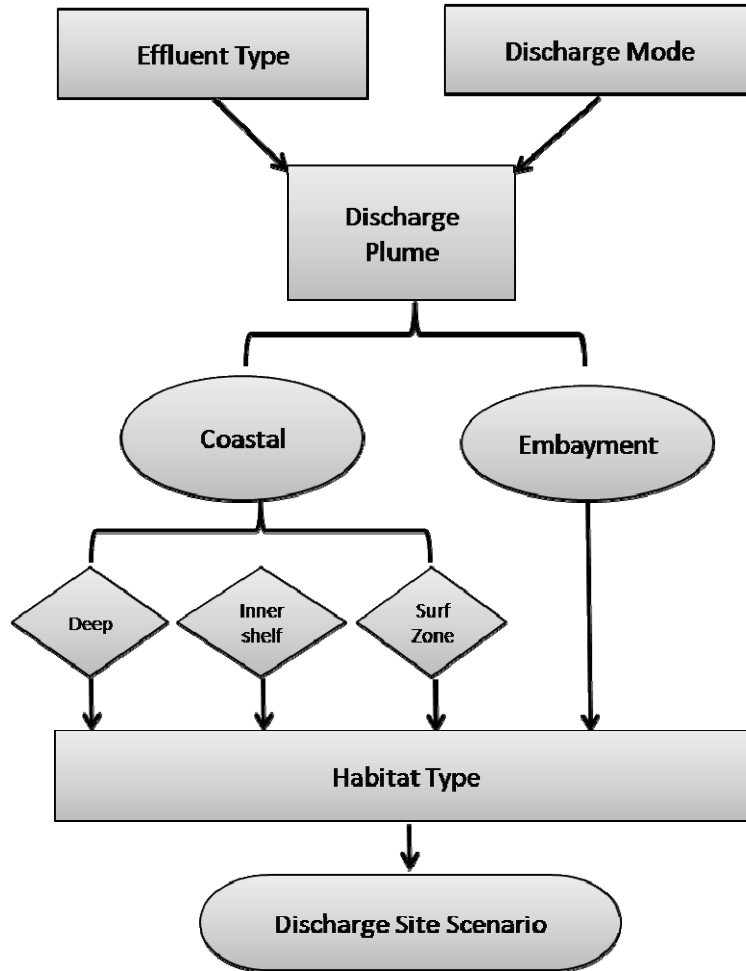 Effluent Type
Discharge Mode
Discharge
Plume
Coastal
Embayment
Deep
Inner
shelf
Surf
Zone
Habitat Type
Discharge Site Scenario